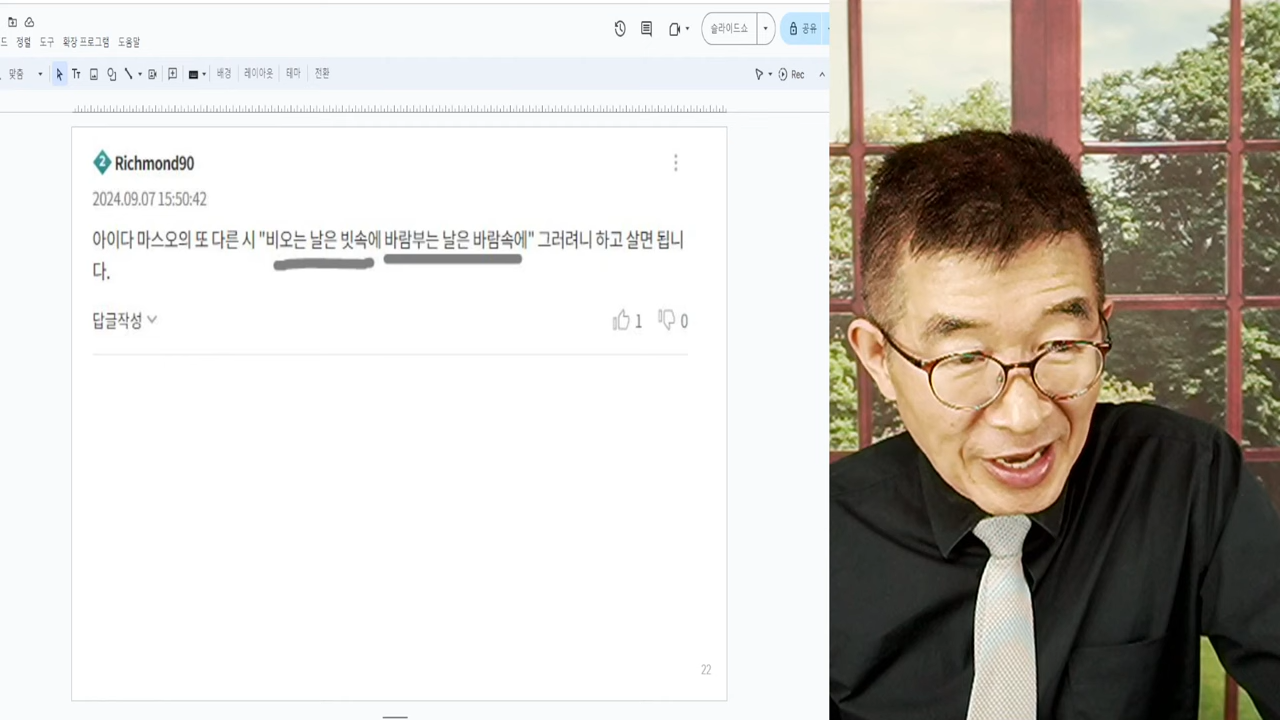 정렬 도구 확장 프로그램 도움말
슬라이드쇼
공유
맞춤
배경 레이아웃 테마 전환
Rec
2 Richmond90
2024.09.07 15:50:42
아이다 마스오의 또 다른 시 "비오는 날은 빗속에 바람부는 날은 바람속에" 그러려니 하고 살면 됩니
다.
답글작성
1 0
22